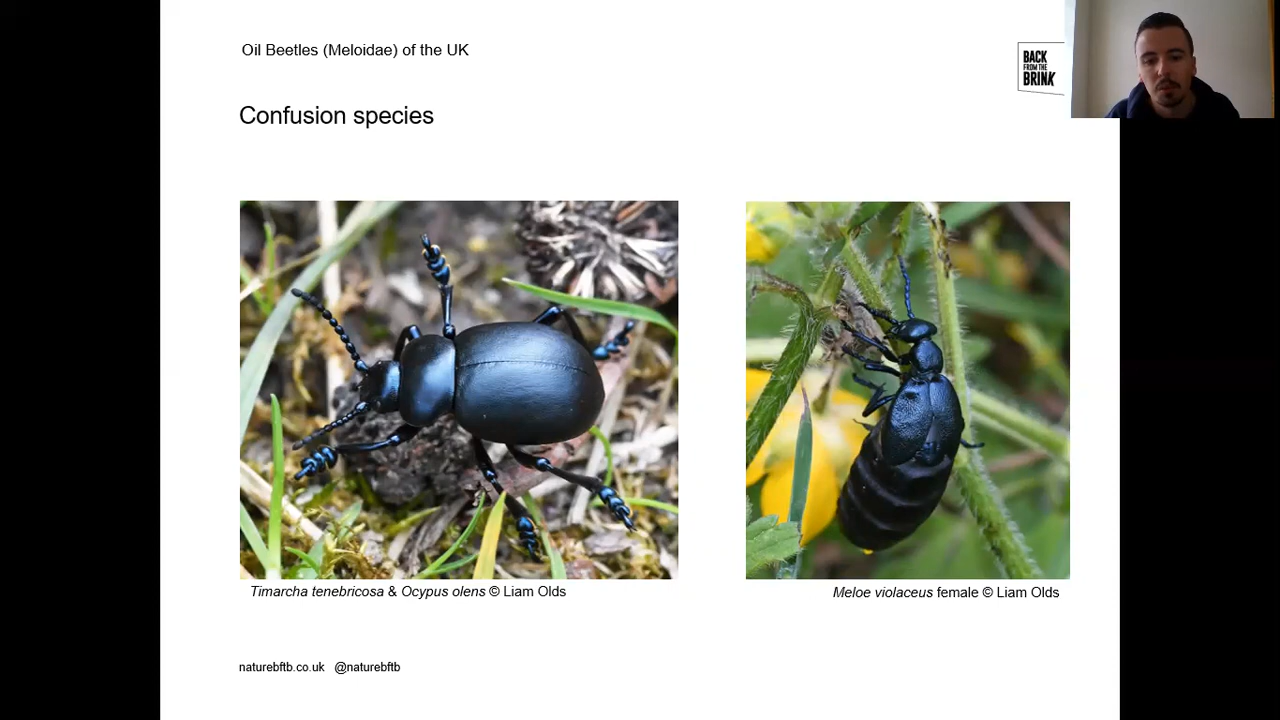 Oil Beetles (Meloidae) of the UK
BACK
FROM THE
BRINK
Confusion species
Timarcha tenebricosa & Ocypus olens © Liam Olds
Meloe violaceus female © Liam Olds
naturebftb.co.uk @naturebftb